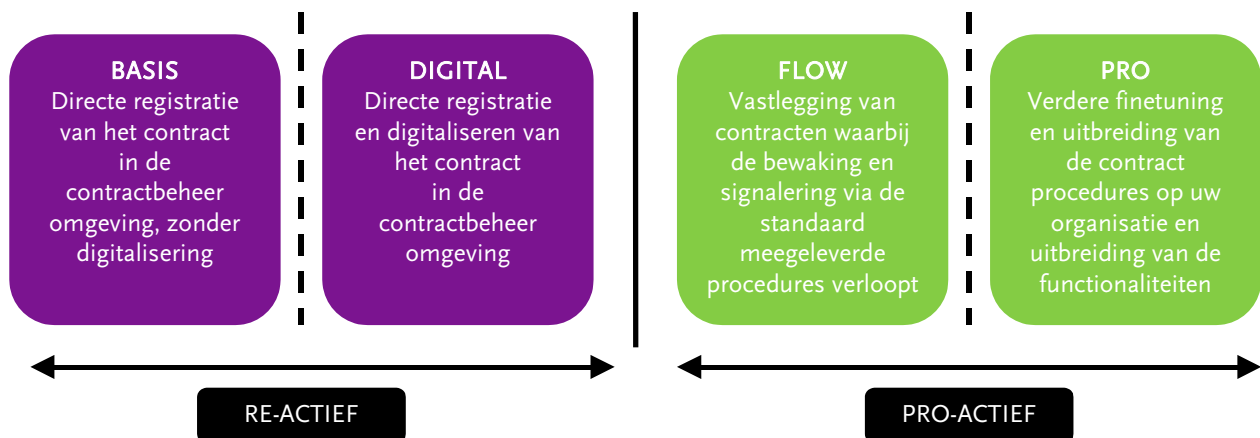 BASIS
Directe registratie
van het contract
in de
contractbeheer
omgeving, zonder
digitalisering
DIGITAL
Directe registratie
en digitaliseren van
het contract
in de
contractbeheer
omgeving
FLOW
Vastlegging van
contracten waarbij
de bewaking en
signalering via de
standaard
meegeleverde
procedures verloopt
PRO
Verdere finetuning
en uitbreiding van
de contract
procedures op uw
organisatie en
uitbreiding van de
functionaliteiten
RE-ACTIEF
PRO-ACTIEF